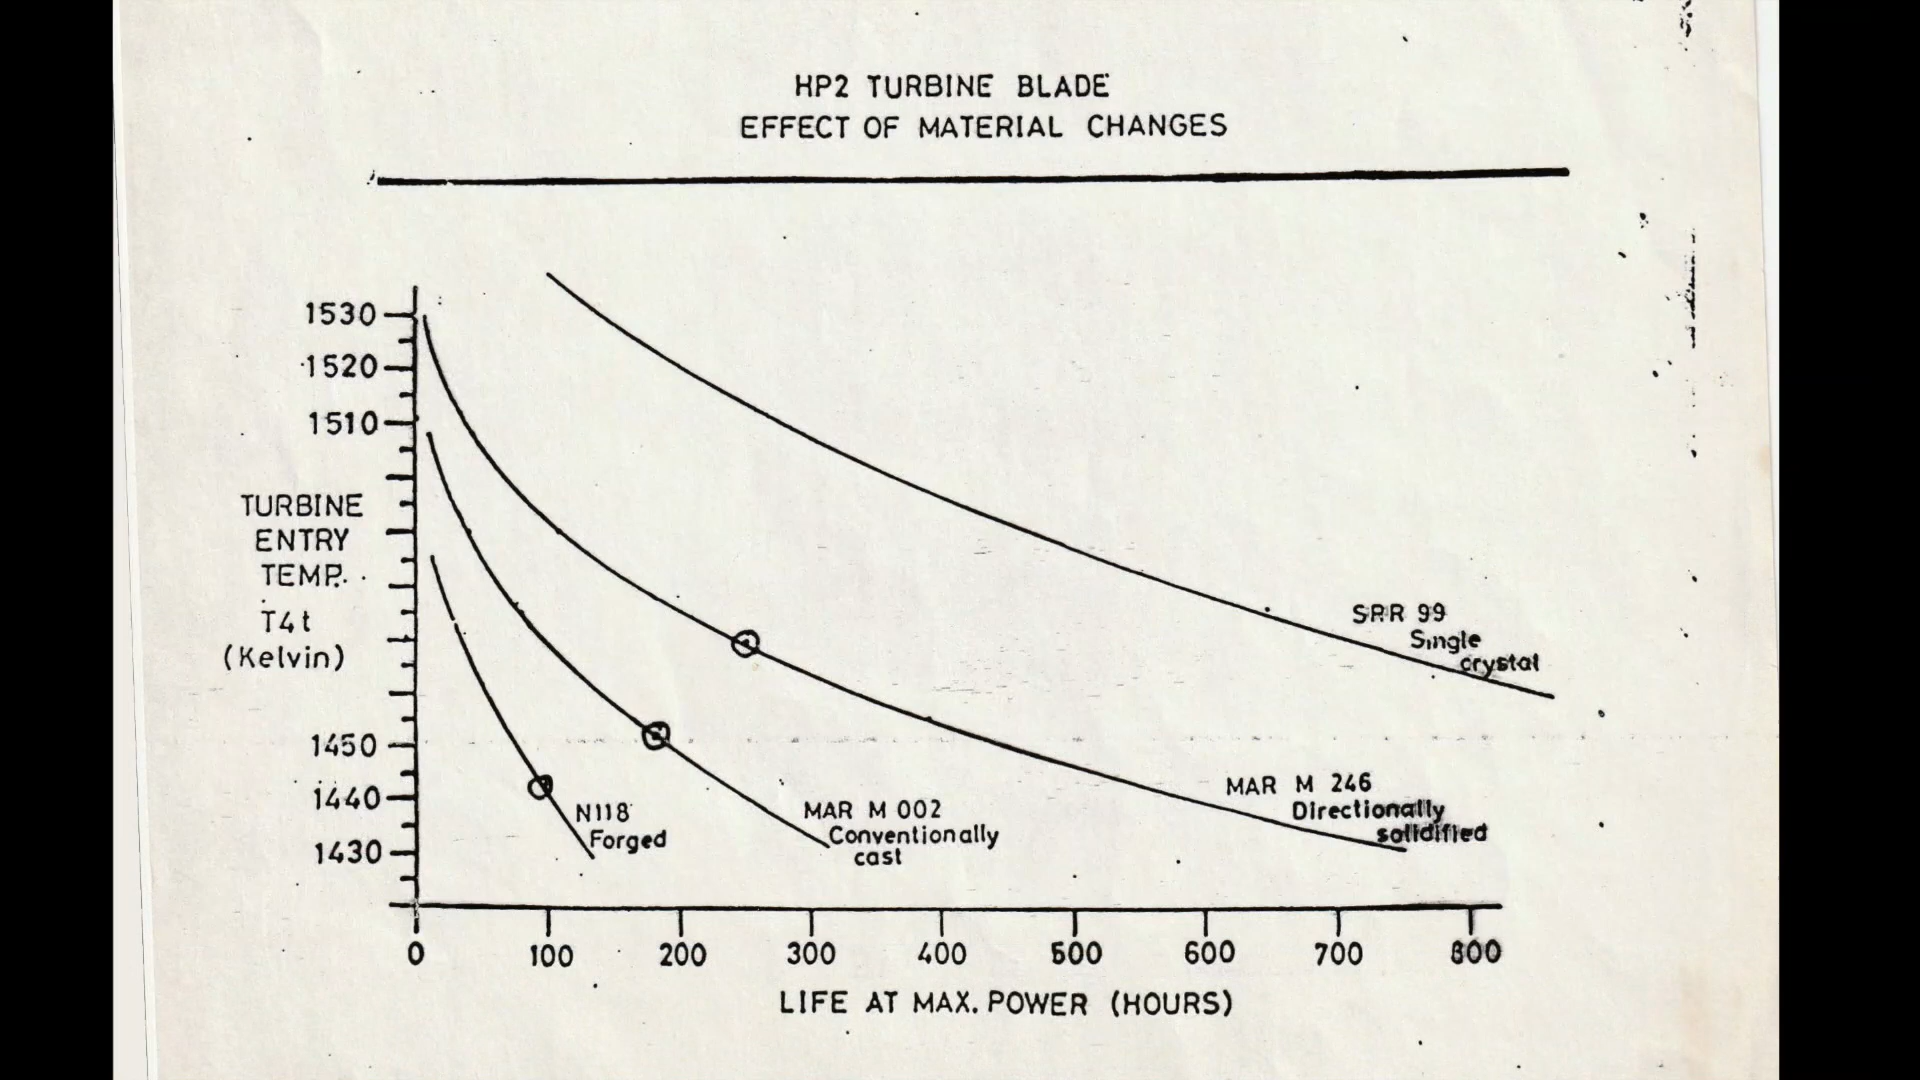 HP2 TURBINE BLADE
EFFECT OF MATERIAL CHANGES
1530
1520
1510
TURBINE
ENTRY
TEMP.
T4t
(Kelvin)
1450
1440
1430
SRR 99
Single
crystal
MAR M 246
Directionally
solidified
MAR M 002
Conventionally
cast
N118
Forged
0 100 200 300 400 500 600 700 800
LIFE AT MAX. POWER (HOURS)